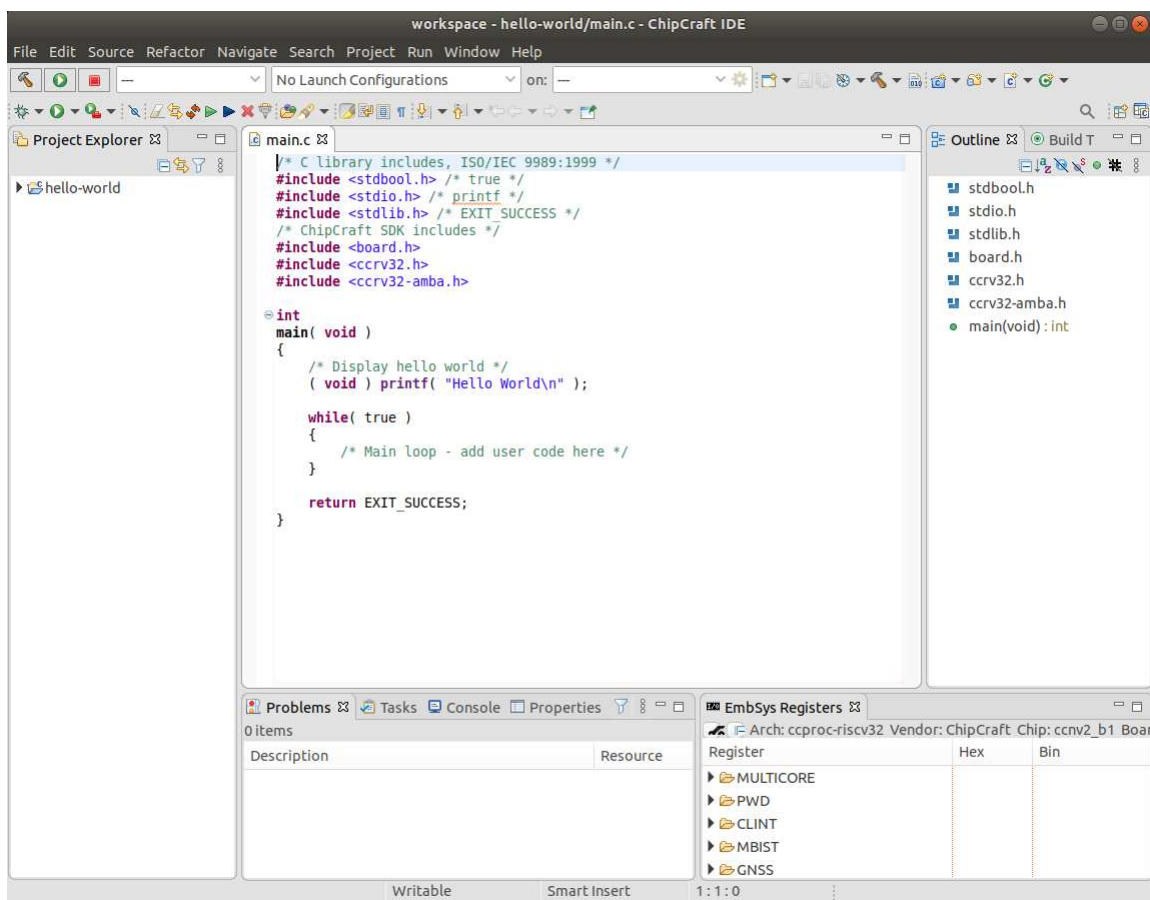 workspace - hello-world/main.c - ChipCraft IDE
File Edit Source Refactor Navigate Search Project Run Window Help
--- No Launch Configurations on: ---
Project Explorer
hello-world
main.c
/* C library includes, ISO/IEC 9989:1999 */
#include <stdbool.h> /* true */
#include <stdio.h> /* printf */
#include <stdlib.h> /* EXIT_SUCCESS */
/* ChipCraft SDK includes */
#include <board.h>
#include <ccrv32.h>
#include <ccrv32-amba.h>
int
main( void )
{
/* Display hello world */
( void ) printf( "Hello World\n" );
while( true )
{
/* Main loop - add user code here */
}
return EXIT_SUCCESS;
}
Outline Build T
stdbool.h
stdio.h
stdlib.h
board.h
ccrv32.h
ccrv32-amba.h
main(void) : int
Problems Tasks Console Properties
0 items
Description Resource
EmbSys Registers
Arch: ccproc-riscv32 Vendor: ChipCraft Chip: ccnv2_b1 Boar
Register Hex Bin
MULTICORE
PWD
CLINT
MBIST
GNSS
Writable Smart Insert 1:1:0